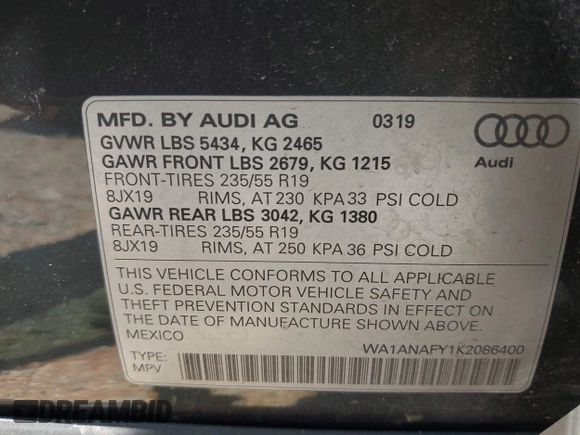 MFD. BY AUDI AG 0319
GVWR LBS 5434, KG 2465
GAWR FRONT LBS 2679, KG 1215
Audi
FRONT-TIRES 235/55 R19
8JX19 RIMS, AT 230 KPA 33 PSI COLD
GAWR REAR LBS 3042, KG 1380
REAR-TIRES 235/55 R19
8JX19 RIMS, AT 250 KPA 36 PSI COLD
THIS VEHICLE CONFORMS TO ALL APPLICABLE
U.S. FEDERAL MOTOR VEHICLE SAFETY AND
THEFT PREVENTION STANDARDS IN EFFECT ON
THE DATE OF MANUFACTURE SHOWN ABOVE.
MEXICO
WA1ANAFY1K2086400
TYPE:
MPV
DREAMBID